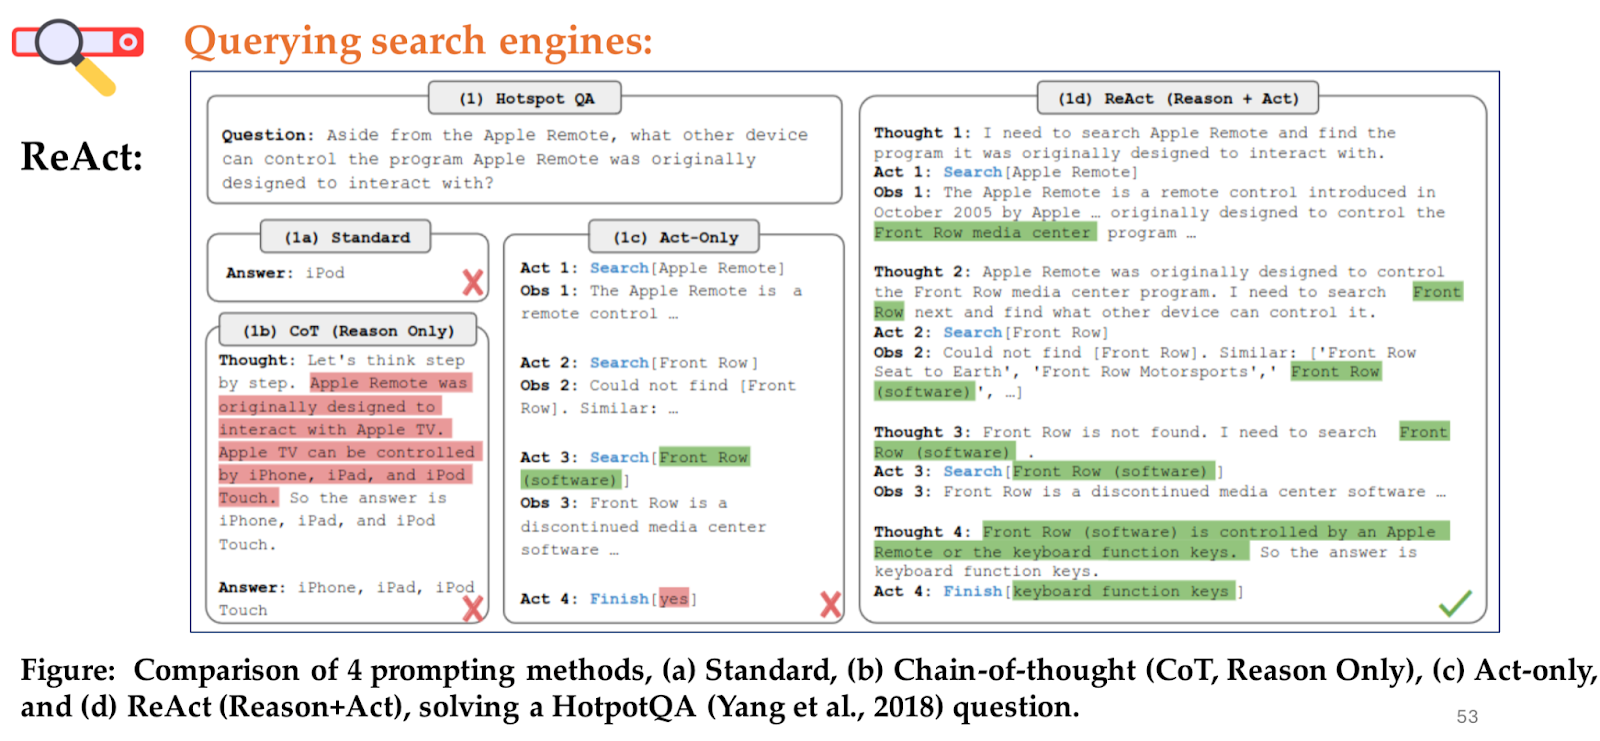 Querying search engines:
ReAct:
(1) Hotspot QA
Question: Aside from the Apple Remote, what other device
can control the program Apple Remote was originally
designed to interact with?
(1a) Standard
Answer: iPod
(1b) CoT (Reason Only)
Thought: Let's think step
by step. Apple Remote was
originally designed to
interact with Apple TV.
Apple TV can be controlled
by iPhone, iPad, and iPod
Touch. So the answer is
iPhone, iPad, and iPod
Touch.
Answer: iPhone, iPad, iPod
Touch
(1c) Act-Only
Act 1: Search[Apple Remote]
Obs 1: The Apple Remote is a
remote control …
Act 2: Search[Front Row]
Obs 2: Could not find [Front
Row]. Similar: …
Act 3: Search[Front Row
(software)]
Obs 3: Front Row is a
discontinued media center
software …
Act 4: Finish[yes]
(1d) ReAct (Reason + Act)
Thought 1: I need to search Apple Remote and find the
program it was originally designed to interact with.
Act 1: Search[Apple Remote]
Obs 1: The Apple Remote is a remote control introduced in
October 2005 by Apple … originally designed to control the
Front Row media center program …
Thought 2: Apple Remote was originally designed to control
the Front Row media center program. I need to search Front
Row next and find what other device can control it.
Act 2: Search[Front Row]
Obs 2: Could not find [Front Row]. Similar: ['Front Row
Seat to Earth', 'Front Row Motorsports',' Front Row
(software)', …]
Thought 3: Front Row is not found. I need to search Front
Row (software) .
Act 3: Search[Front Row (software)]
Obs 3: Front Row is a discontinued media center software …
Thought 4: Front Row (software) is controlled by an Apple
Remote or the keyboard function keys. So the answer is
keyboard function keys.
Act 4: Finish[keyboard function keys]
Figure: Comparison of 4 prompting methods, (a) Standard, (b) Chain-of-thought (CoT, Reason Only), (c) Act-only,
and (d) ReAct (Reason+Act), solving a HotpotQA (Yang et al., 2018) question.
53